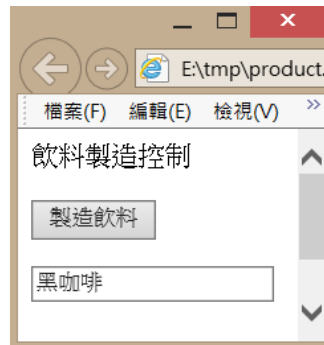 E:\tmp\product.
檔案(F) 編輯(E) 檢視(V) »
飲料製造控制
製造飲料
黑咖啡